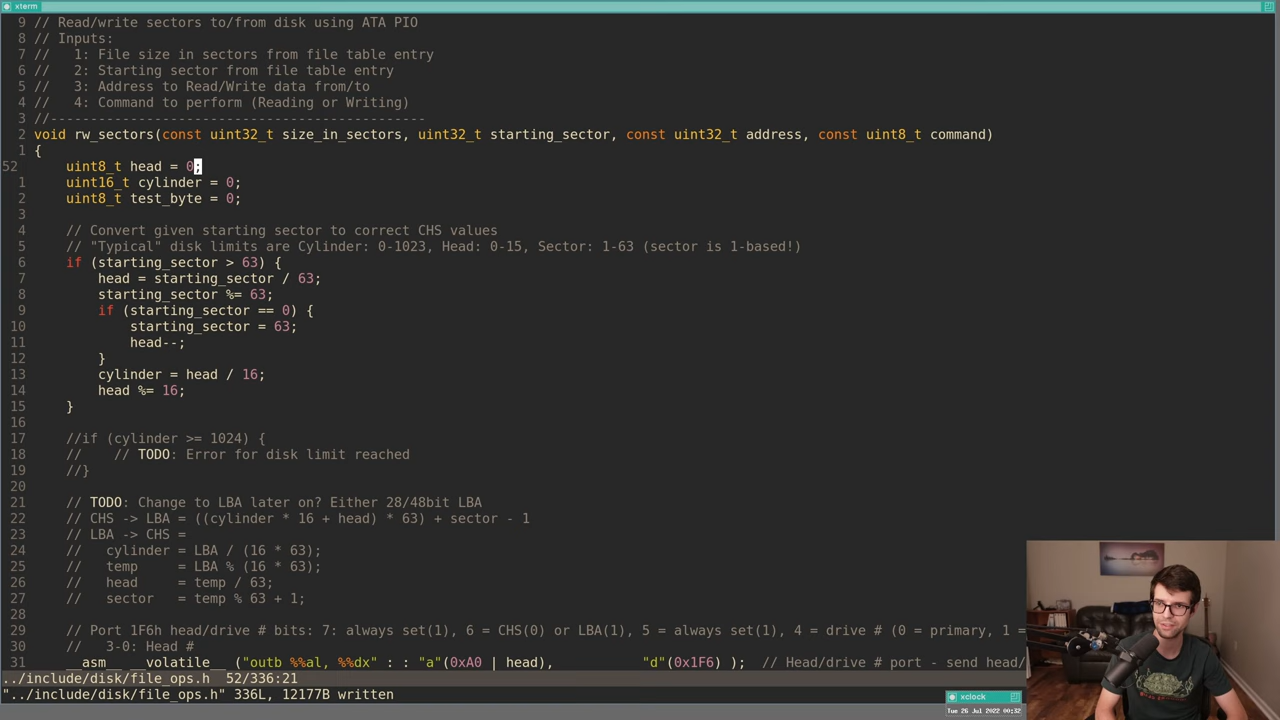 xterm
9 // Read/write sectors to/from disk using ATA PIO
8 // Inputs:
7 //   1: File size in sectors from file table entry
6 //   2: Starting sector from file table entry
5 //   3: Address to Read/Write data from/to
4 //   4: Command to perform (Reading or Writing)
3 //-----------------------------------------------
2 void rw_sectors(const uint32_t size_in_sectors, uint32_t starting_sector, const uint32_t address, const uint8_t command)
1 {
52     uint8_t head = 0;
1     uint16_t cylinder = 0;
2     uint8_t test_byte = 0;
3
4     // Convert given starting sector to correct CHS values
5     // "Typical" disk limits are Cylinder: 0-1023, Head: 0-15, Sector: 1-63 (sector is 1-based!)
6     if (starting_sector > 63) {
7         head = starting_sector / 63;
8         starting_sector %= 63;
9         if (starting_sector == 0) {
10             starting_sector = 63;
11             head--;
12         }
13         cylinder = head / 16;
14         head %= 16;
15     }
16
17     //if (cylinder >= 1024) {
18     //    // TODO: Error for disk limit reached
19     //}
20
21     // TODO: Change to LBA later on? Either 28/48bit LBA
22     // CHS -> LBA = ((cylinder * 16 + head) * 63) + sector - 1
23     // LBA -> CHS =
24     //   cylinder = LBA / (16 * 63);
25     //   temp     = LBA % (16 * 63);
26     //   head     = temp / 63;
27     //   sector   = temp % 63 + 1;
28
29     // Port 1F6h head/drive # bits: 7: always set(1), 6 = CHS(0) or LBA(1), 5 = always set(1), 4 = drive # (0 = primary, 1 =
30     //   3-0: Head #
31     __asm__ __volatile__ ("outb %%al, %%dx" : : "a"(0xA0 | head),           "d"(0x1F6) );  // Head/drive # port - send head/
../include/disk/file_ops.h  52/336:21
"../include/disk/file_ops.h" 336L, 12177B written
xclock
Tue 26 Jul 2022 00:32